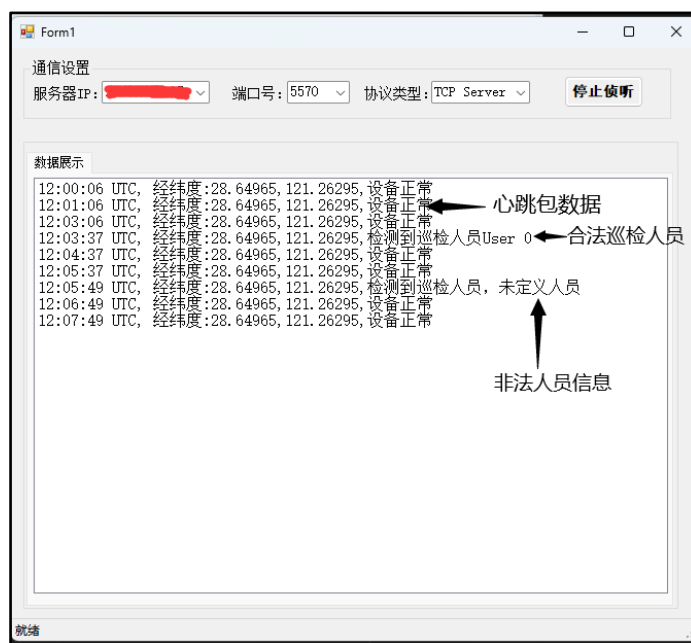 Form1
通信设置
服务器IP: 端口号: 5570 协议类型: TCP Server 停止侦听
数据展示
12:00:06 UTC, 经纬度:28.64965,121.26295,设备正常
12:01:06 UTC, 经纬度:28.64965,121.26295,设备正常 心跳包数据
12:03:06 UTC, 经纬度:28.64965,121.26295,设备正常
12:03:37 UTC, 经纬度:28.64965,121.26295,检测到巡检人员User 0 合法巡检人员
12:04:37 UTC, 经纬度:28.64965,121.26295,设备正常
12:05:37 UTC, 经纬度:28.64965,121.26295,设备正常
12:05:49 UTC, 经纬度:28.64965,121.26295,检测到巡检人员，未定义人员
12:06:49 UTC, 经纬度:28.64965,121.26295,设备正常
12:07:49 UTC, 经纬度:28.64965,121.26295,设备正常
非法人员信息
就绪